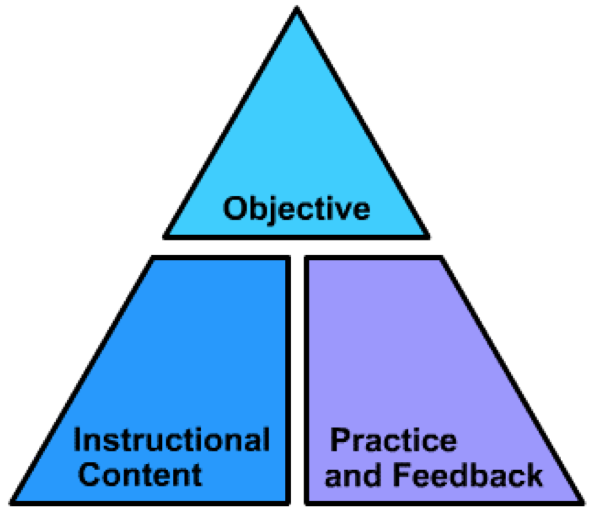 Objective
Instructional
Content
Practice
and Feedback